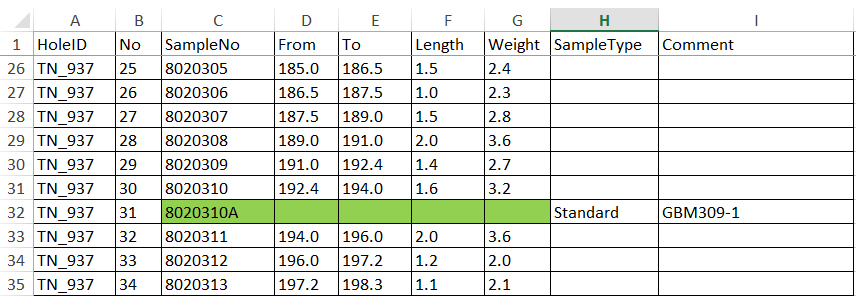 A B C D E F G H I
1 HoleID No SampleNo From To Length Weight SampleType Comment
26 TN_937 25 8020305 185.0 186.5 1.5 2.4
27 TN_937 26 8020306 186.5 187.5 1.0 2.3
28 TN_937 27 8020307 187.5 189.0 1.5 2.8
29 TN_937 28 8020308 189.0 191.0 2.0 3.6
30 TN_937 29 8020309 191.0 192.4 1.4 2.7
31 TN_937 30 8020310 192.4 194.0 1.6 3.2
32 TN_937 31 8020310A Standard GBM309-1
33 TN_937 32 8020311 194.0 196.0 2.0 3.6
34 TN_937 33 8020312 196.0 197.2 1.2 2.0
35 TN_937 34 8020313 197.2 198.3 1.1 2.1